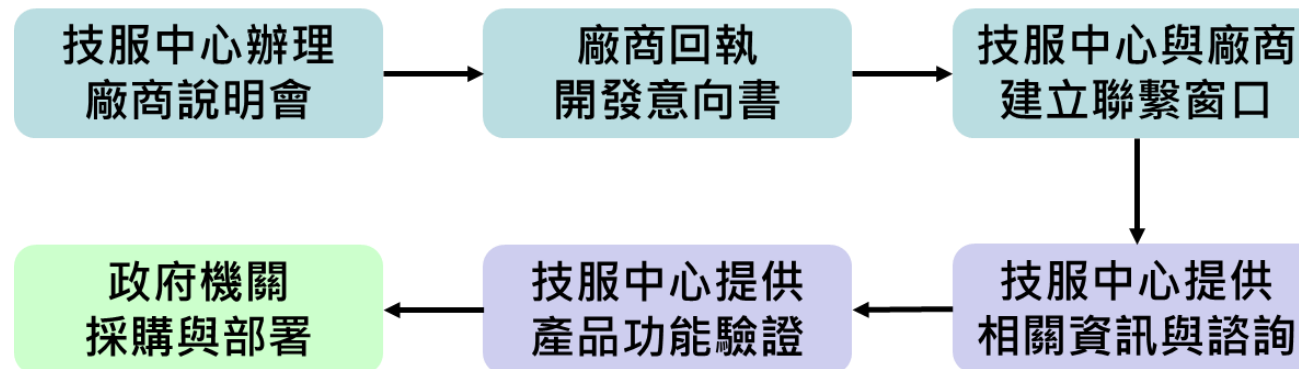 技服中心辦理
廠商說明會
廠商回執
開發意向書
技服中心與廠商
建立聯繫窗口
技服中心提供
相關資訊與諮詢
技服中心提供
產品功能驗證
政府機關
採購與部署